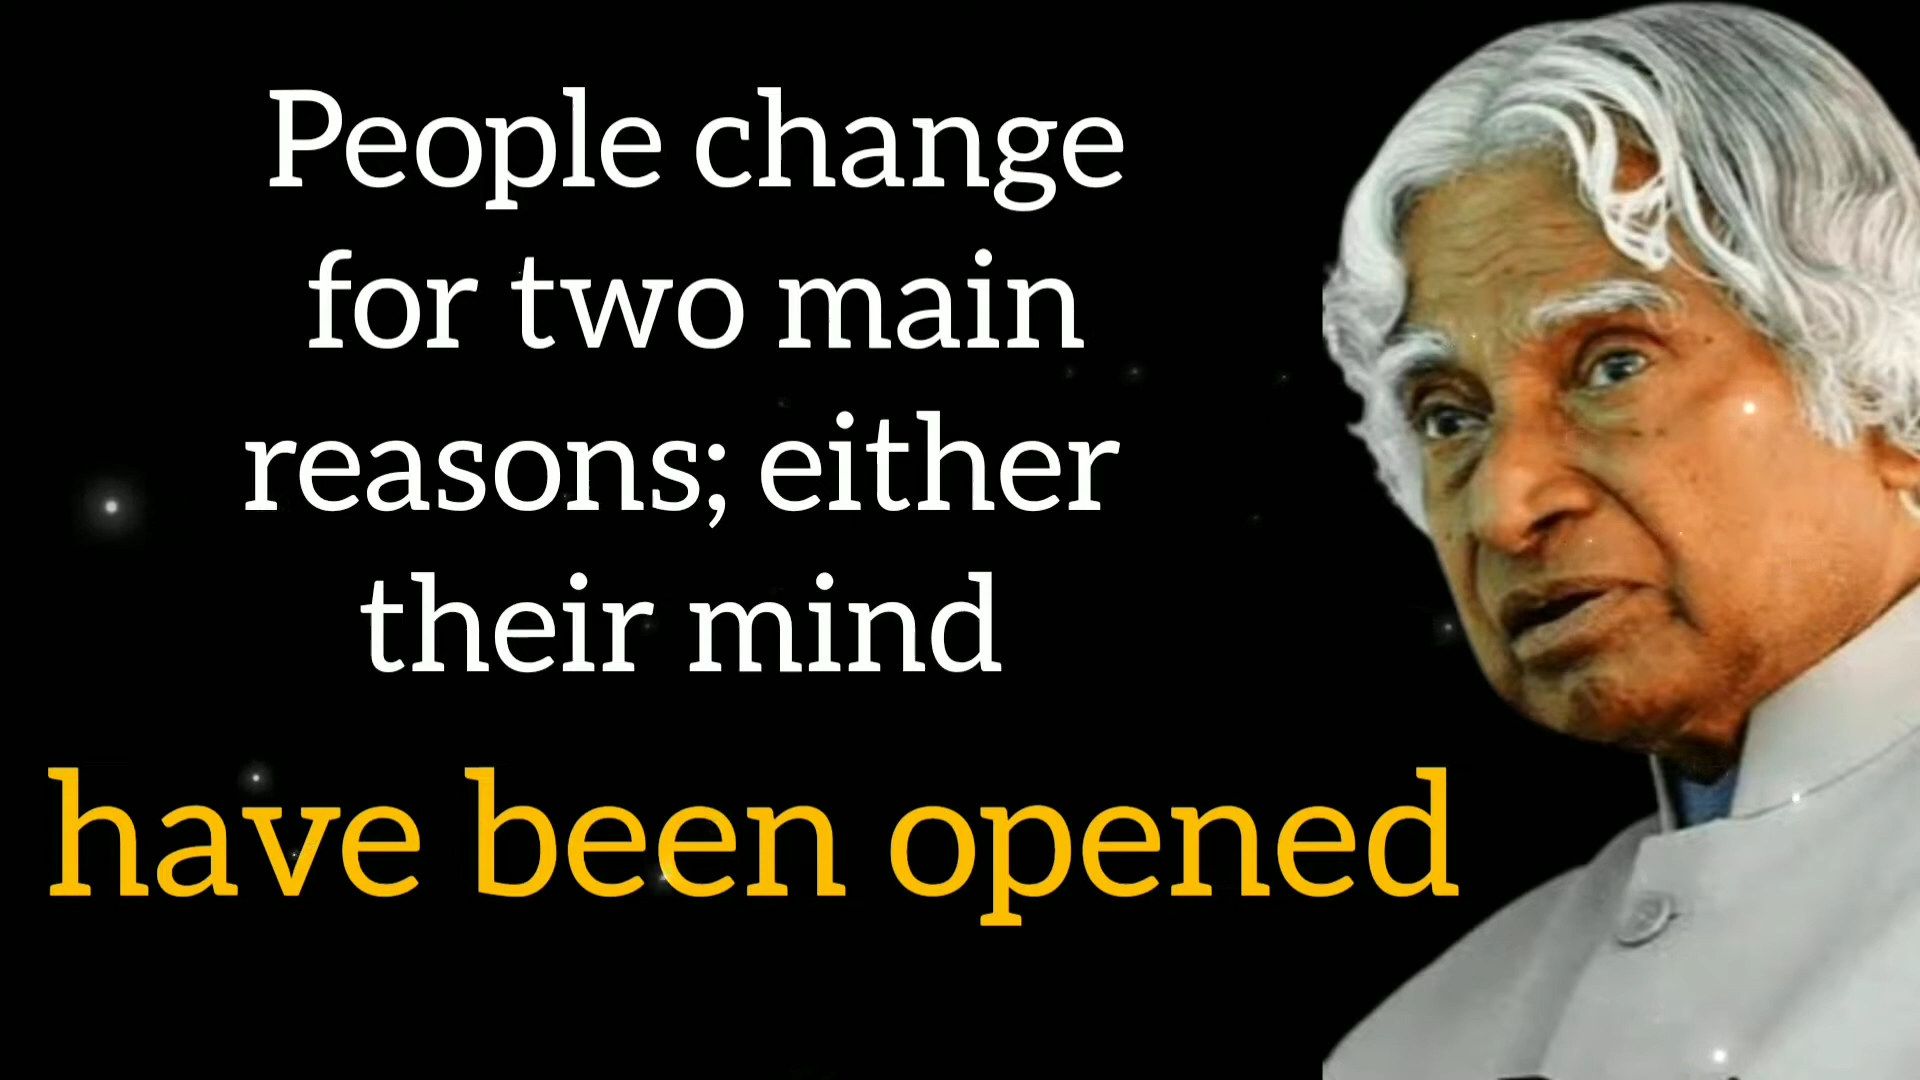 People change
for two main
reasons; either
their mind
have been opened